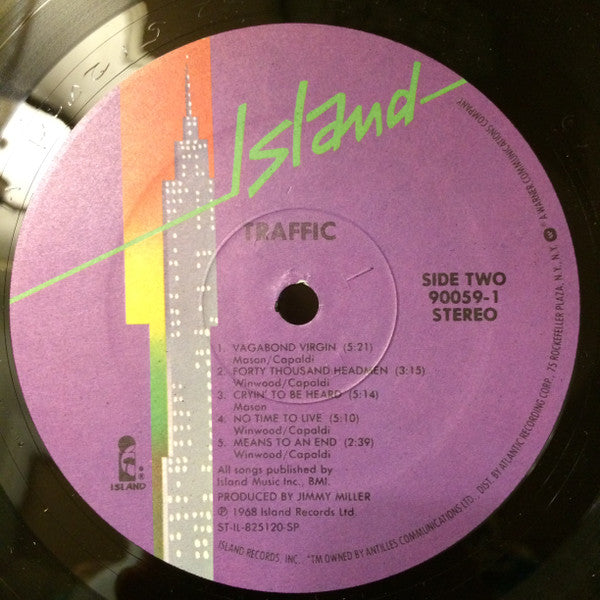 Island
TRAFFIC
SIDE TWO
90059-1
STEREO
1. VAGABOND VIRGIN (5:21)
Mason/Capaldi
2. FORTY THOUSAND HEADMEN (3:15)
Winwood/Capaldi
3. CRYIN' TO BE HEARD (5:14)
Mason
4. NO TIME TO LIVE (5:10)
Winwood/Capaldi
5. MEANS TO AN END (2:39)
Winwood/Capaldi
All songs published by
Island Music Inc., BMI.
PRODUCED BY JIMMY MILLER
℗ 1968 Island Records Ltd.
ST-IL-825120-SP
ISLAND®
ISLAND RECORDS, INC. *TM OWNED BY ANTILLES COMMUNICATIONS LTD., DIST. BY ATLANTIC RECORDING CORP. 75 ROCKEFELLER PLAZA, N.Y., N.Y. A WARNER COMMUNICATIONS COMPANY